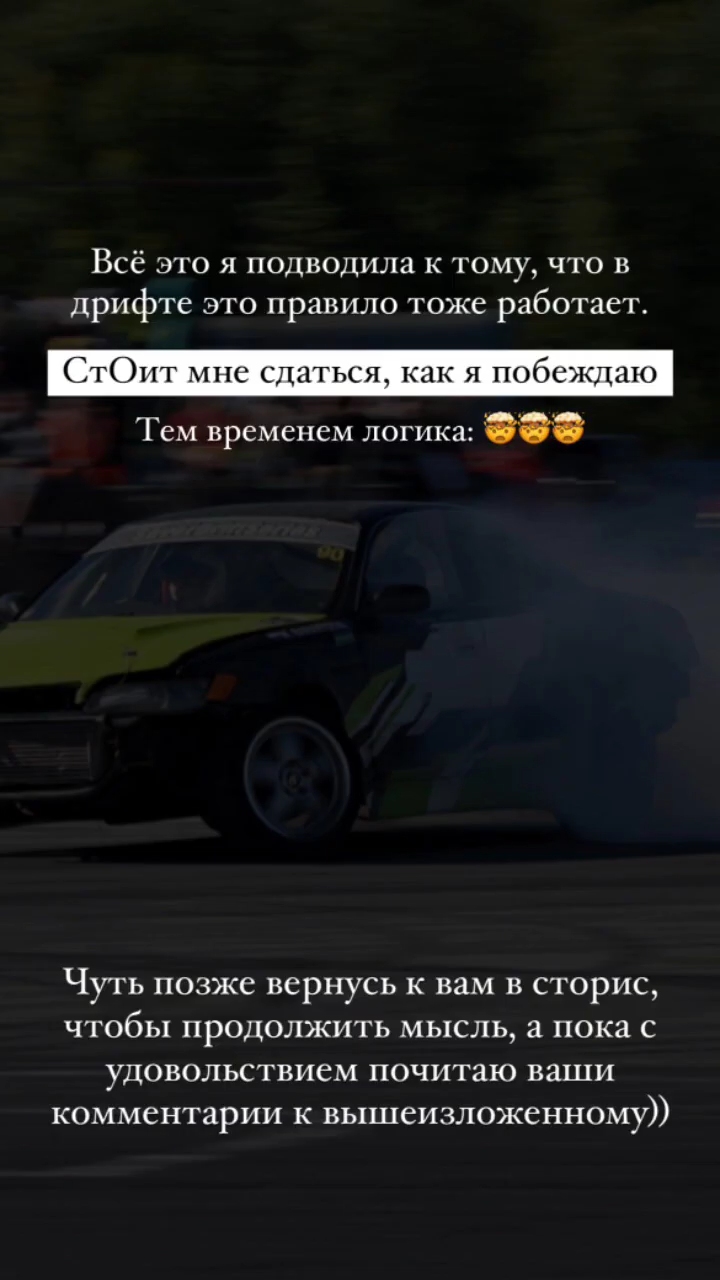 Всё это я подводила к тому, что в
дрифте это правило тоже работает.
СтОит мне сдаться, как я побеждаю
Тем временем логика: 🤯🤯🤯
90
Чуть позже вернусь к вам в сторис,
чтобы продолжить мысль, а пока с
удовольствием почитаю ваши
комментарии к вышеизложенному))